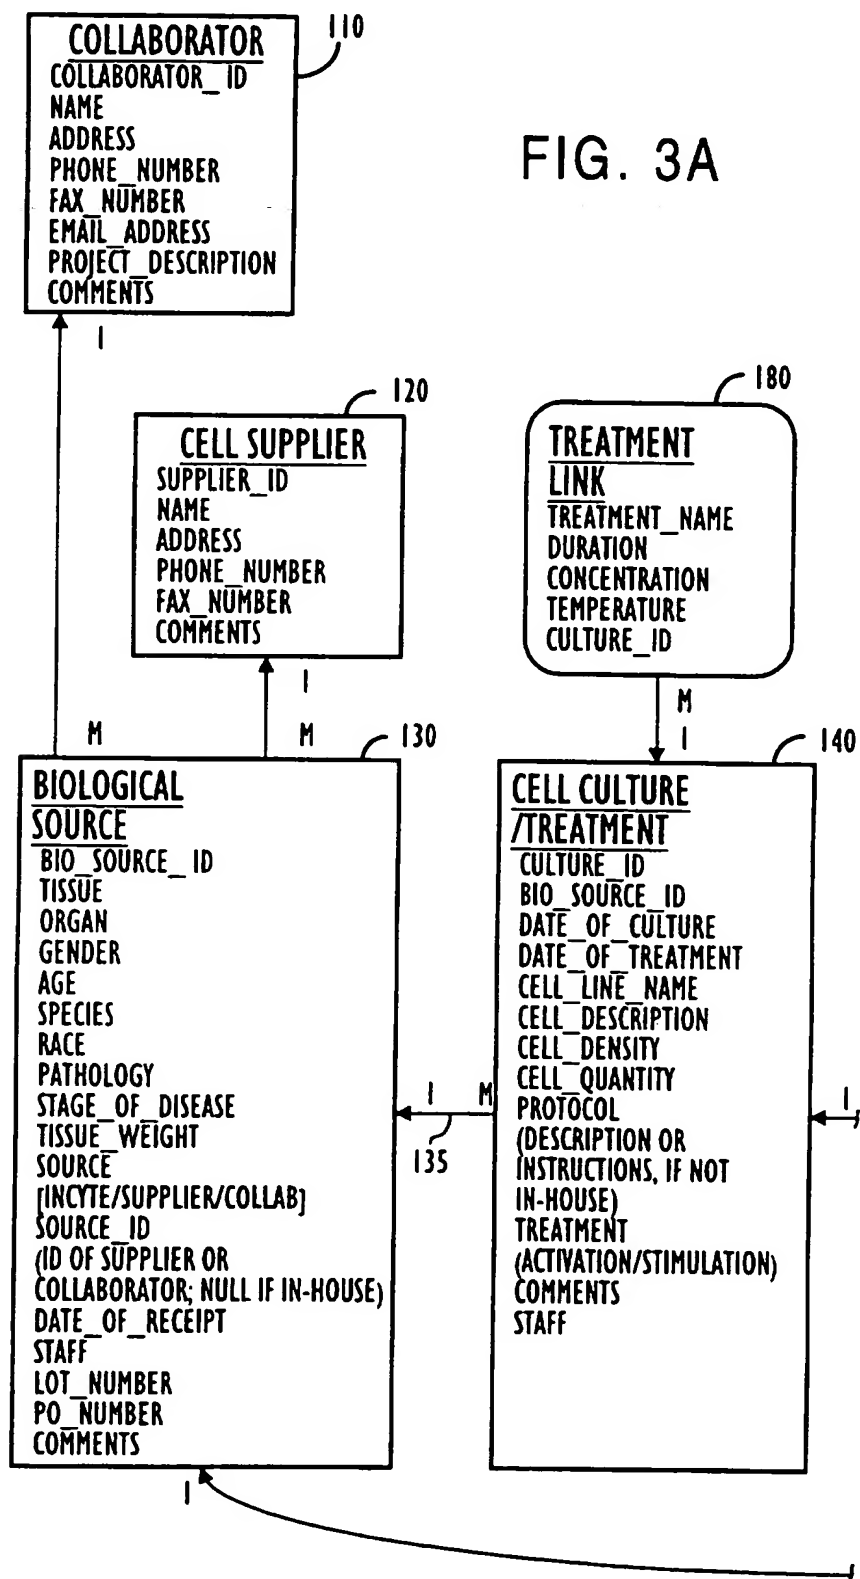 110
COLLABORATOR
COLLABORATOR_ID
NAME
ADDRESS
PHONE_NUMBER
FAX_NUMBER
EMAIL_ADDRESS
PROJECT_DESCRIPTION
COMMENTS
FIG. 3A
1
120
CELL SUPPLIER
SUPPLIER_ID
NAME
ADDRESS
PHONE_NUMBER
FAX_NUMBER
COMMENTS
1
180
TREATMENT
LINK
TREATMENT_NAME
DURATION
CONCENTRATION
TEMPERATURE
CULTURE_ID
M
1
M
M
130
BIOLOGICAL
SOURCE
BIO_SOURCE_ID
TISSUE
ORGAN
GENDER
AGE
SPECIES
RACE
PATHOLOGY
STAGE_OF_DISEASE
TISSUE_WEIGHT
SOURCE
[INCYTE/SUPPLIER/COLLAB]
SOURCE_ID
(ID OF SUPPLIER OR
COLLABORATOR; NULL IF IN-HOUSE)
DATE_OF_RECEIPT
STAFF
LOT_NUMBER
PO_NUMBER
COMMENTS
1
1 M
135
140
CELL CULTURE
/TREATMENT
CULTURE_ID
BIO_SOURCE_ID
DATE_OF_CULTURE
DATE_OF_TREATMENT
CELL_LINE_NAME
CELL_DESCRIPTION
CELL_DENSITY
CELL_QUANTITY
PROTOCOL
(DESCRIPTION OR
INSTRUCTIONS, IF NOT
IN-HOUSE)
TREATMENT
(ACTIVATION/STIMULATION)
COMMENTS
STAFF
1